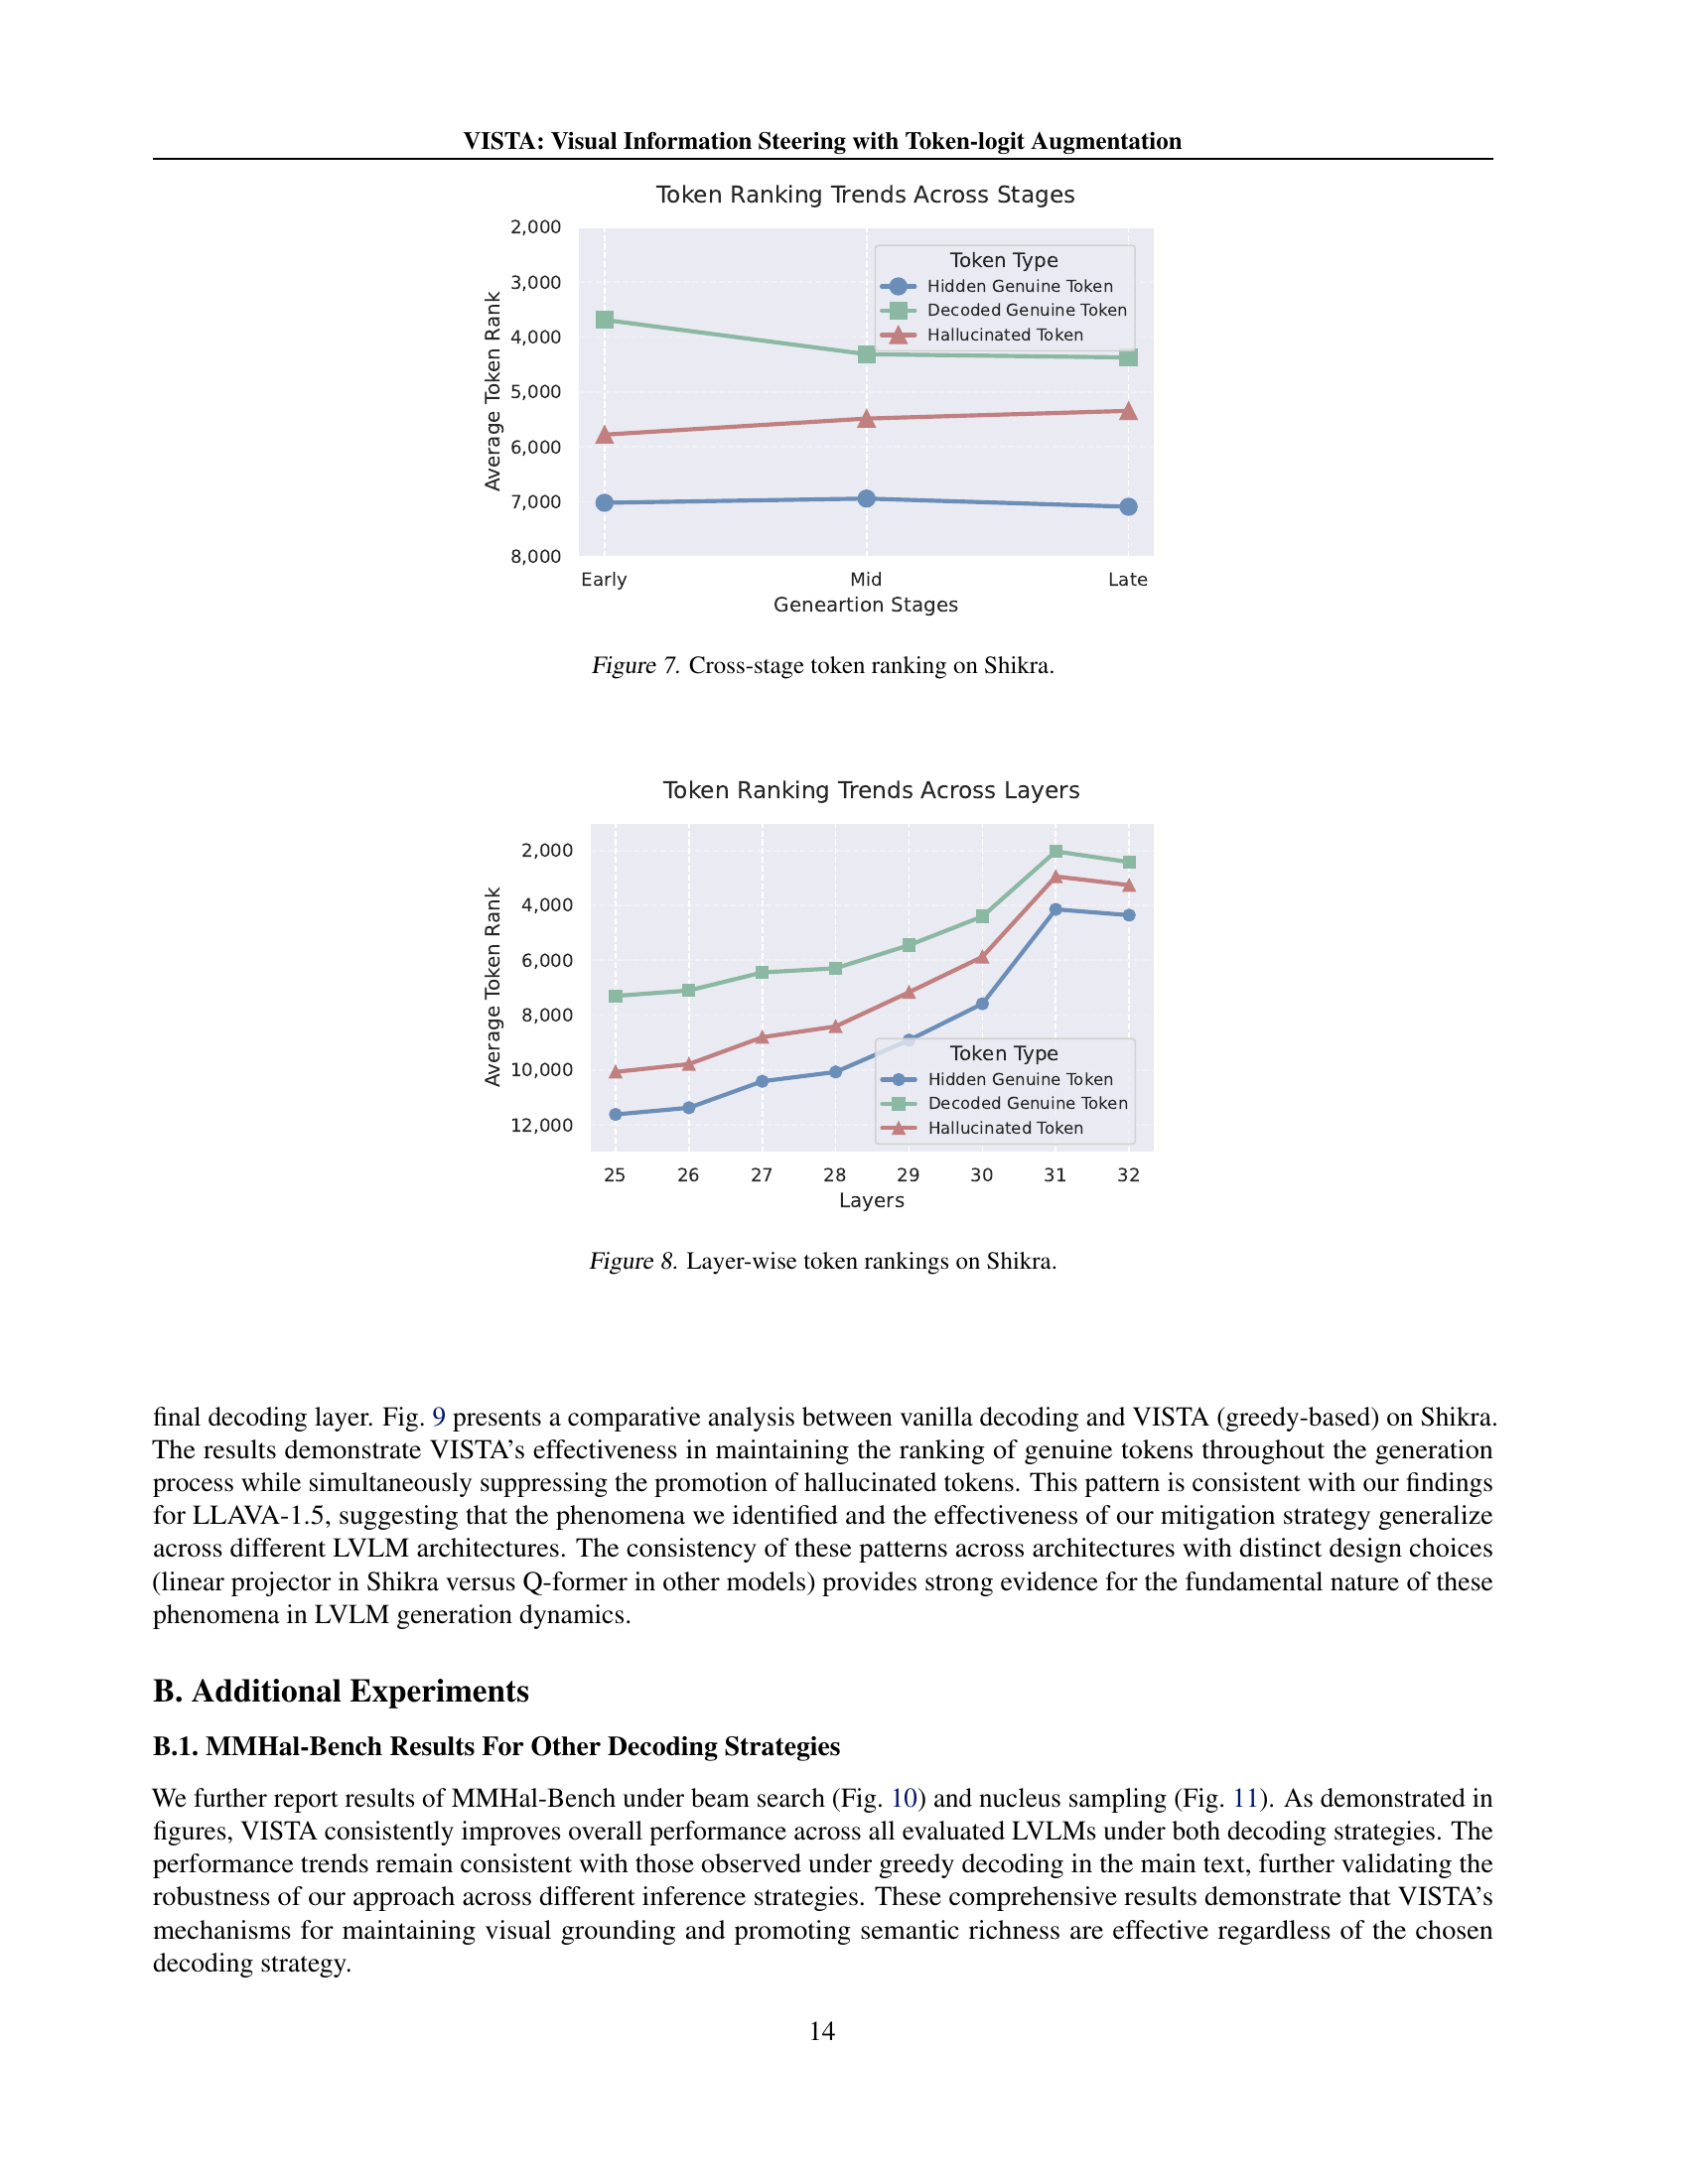 VISTA: Visual Information Steering with Token-logit Augmentation
Token Ranking Trends Across Stages
2,000
3,000
4,000
5,000
6,000
7,000
8,000
Average Token Rank
Token Type
Hidden Genuine Token
Decoded Genuine Token
Hallucinated Token
Early Mid Late
Geneartion Stages
Figure 7. Cross-stage token ranking on Shikra.
Token Ranking Trends Across Layers
2,000
4,000
6,000
8,000
10,000
12,000
Average Token Rank
Token Type
Hidden Genuine Token
Decoded Genuine Token
Hallucinated Token
25 26 27 28 29 30 31 32
Layers
Figure 8. Layer-wise token rankings on Shikra.
final decoding layer. Fig. 9 presents a comparative analysis between vanilla decoding and VISTA (greedy-based) on Shikra.
The results demonstrate VISTA's effectiveness in maintaining the ranking of genuine tokens throughout the generation
process while simultaneously suppressing the promotion of hallucinated tokens. This pattern is consistent with our findings
for LLAVA-1.5, suggesting that the phenomena we identified and the effectiveness of our mitigation strategy generalize
across different LVLM architectures. The consistency of these patterns across architectures with distinct design choices
(linear projector in Shikra versus Q-former in other models) provides strong evidence for the fundamental nature of these
phenomena in LVLM generation dynamics.
B. Additional Experiments
B.1. MMHal-Bench Results For Other Decoding Strategies
We further report results of MMHal-Bench under beam search (Fig. 10) and nucleus sampling (Fig. 11). As demonstrated in
figures, VISTA consistently improves overall performance across all evaluated LVLMs under both decoding strategies. The
performance trends remain consistent with those observed under greedy decoding in the main text, further validating the
robustness of our approach across different inference strategies. These comprehensive results demonstrate that VISTA's
mechanisms for maintaining visual grounding and promoting semantic richness are effective regardless of the chosen
decoding strategy.
14